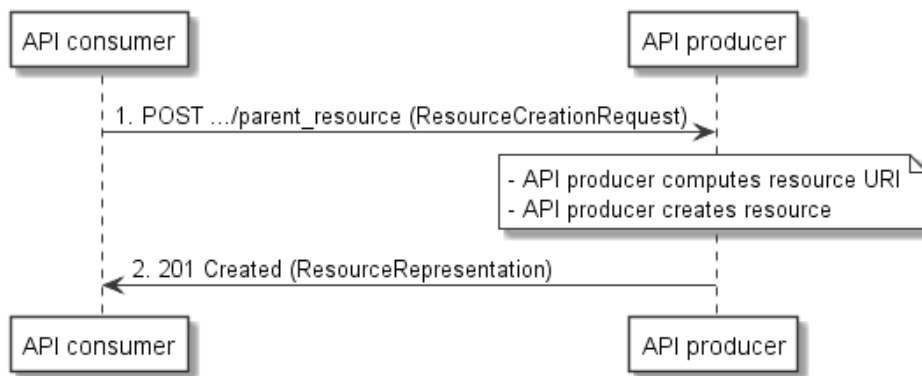 API consumer
API producer
1. POST .../parent_resource (ResourceCreationRequest)
- API producer computes resource URI
- API producer creates resource
2. 201 Created (ResourceRepresentation)
API consumer
API producer